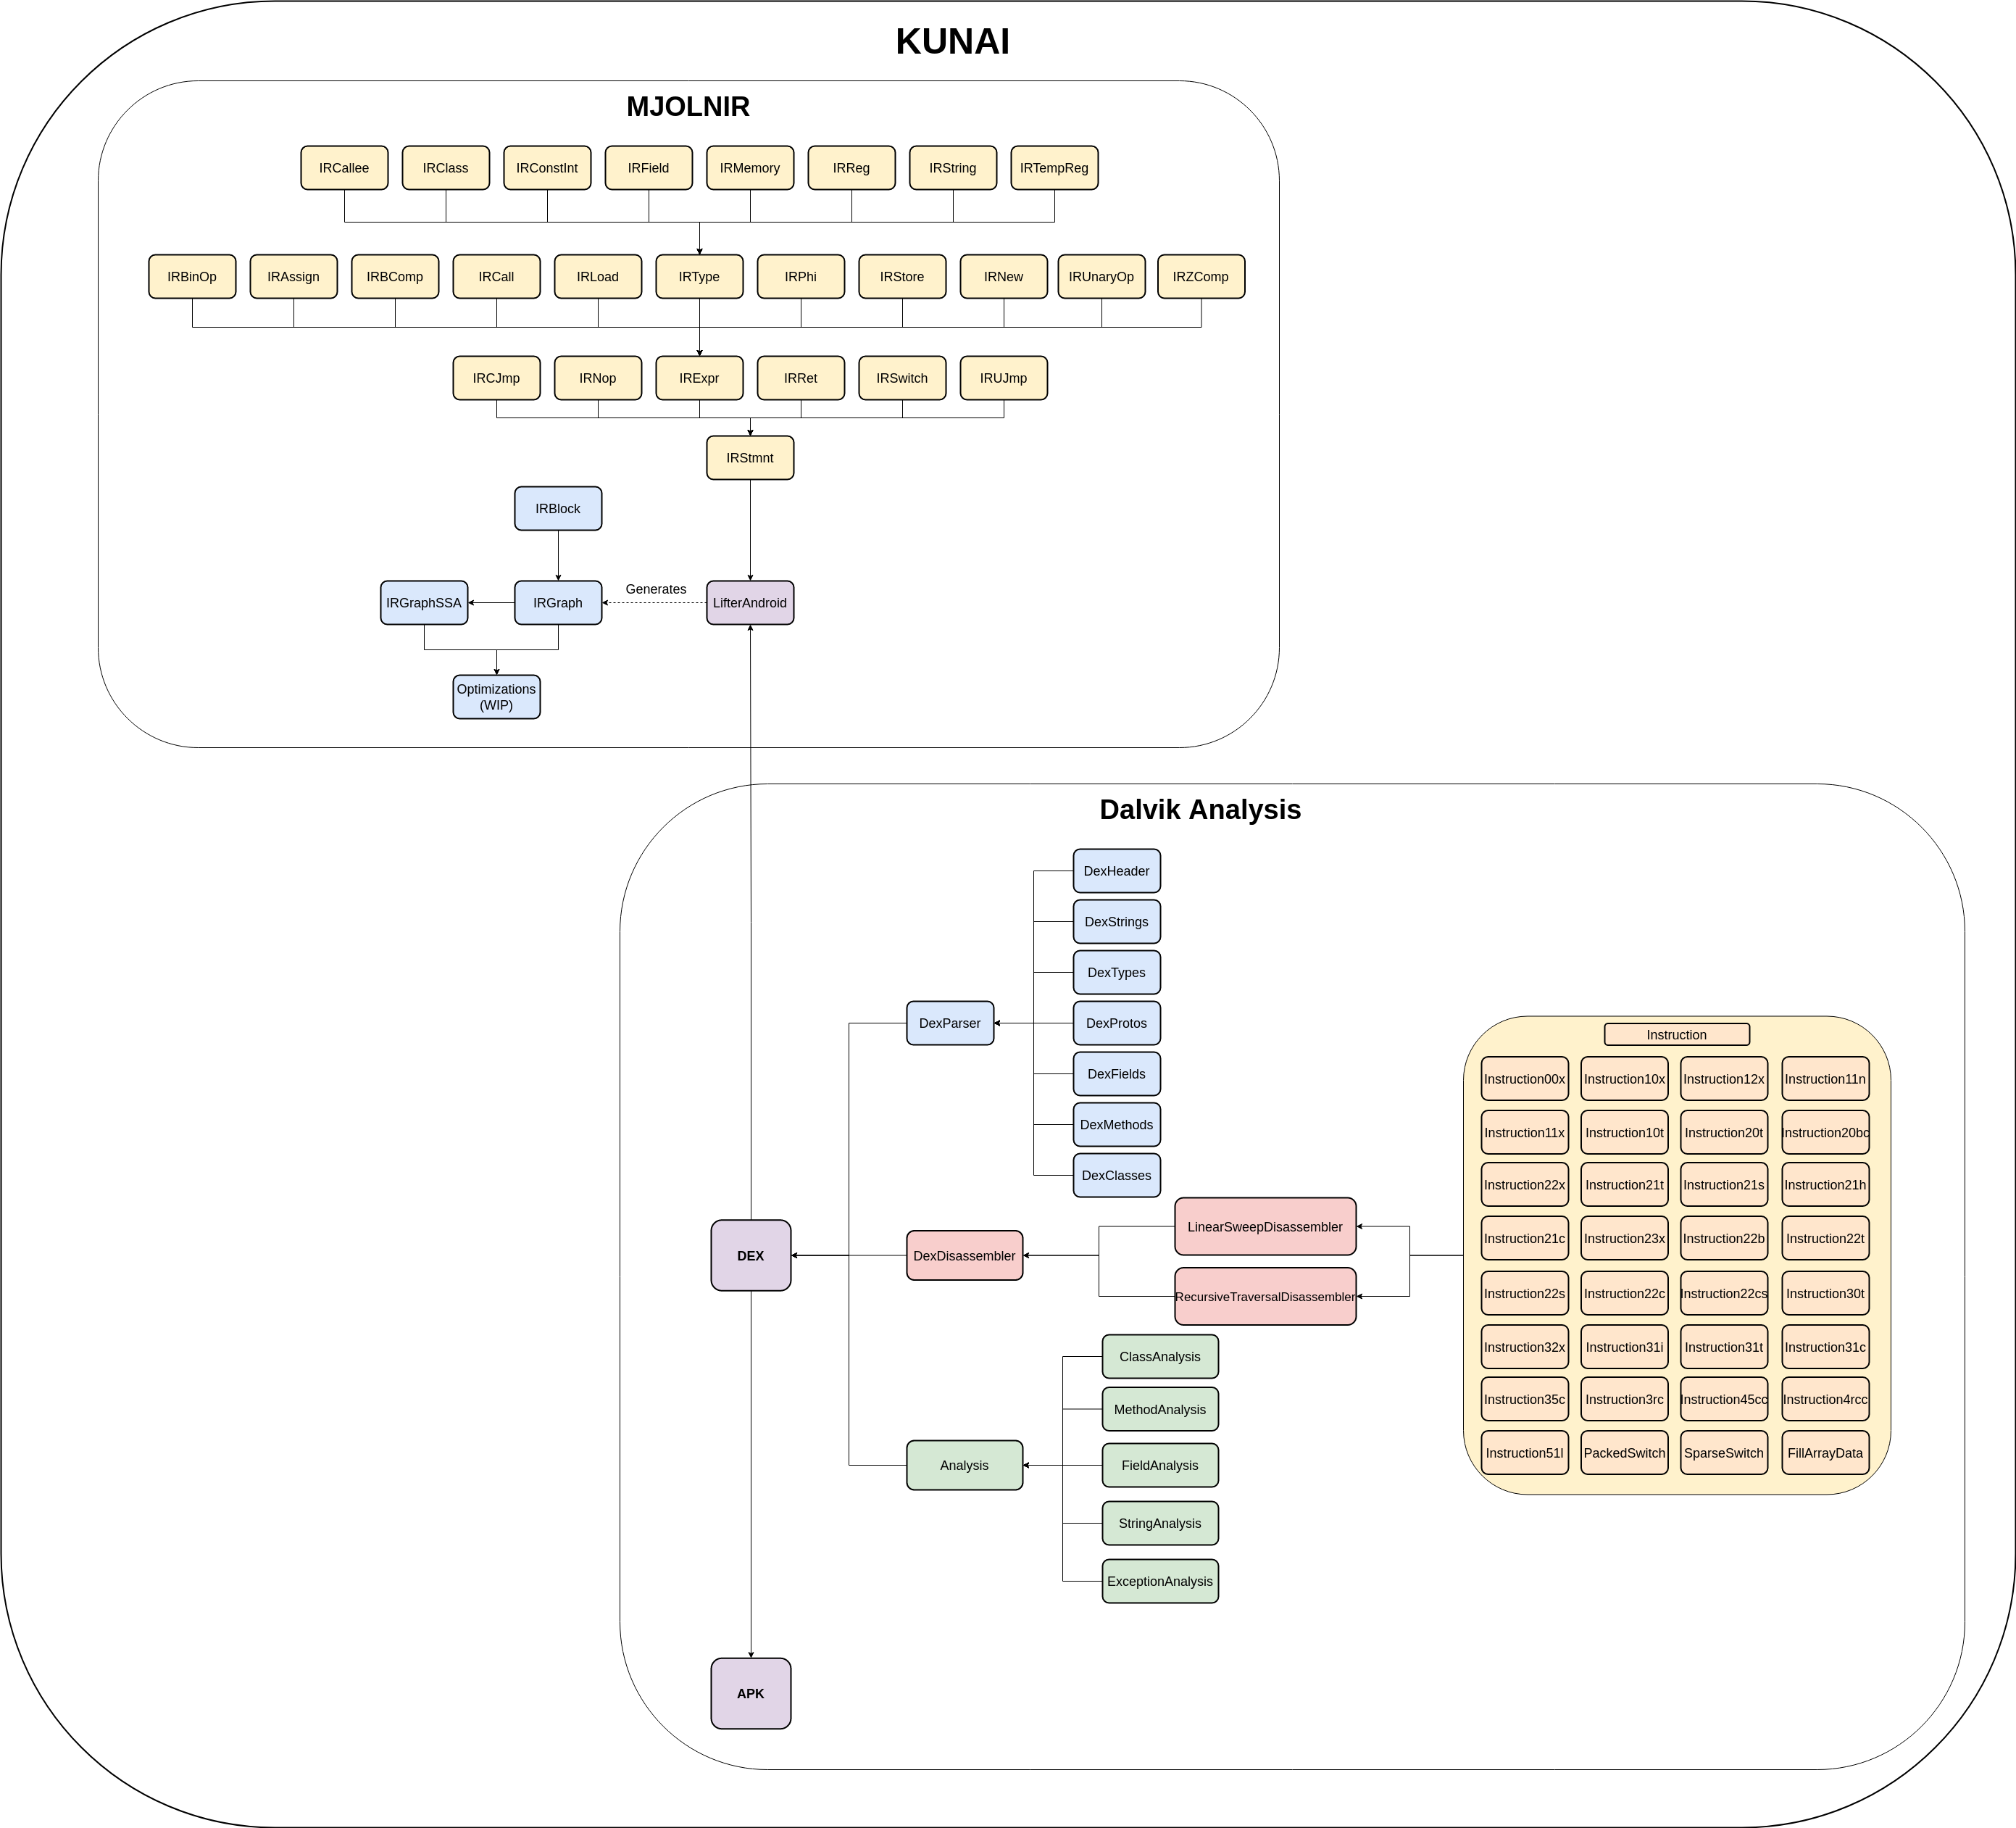 KUNAI
MJOLNIR
IRCallee IRClass IRConstInt IRField IRMemory IRReg IRString IRTempReg
IRBinOp IRAssign IRBComp IRCall IRLoad IRType IRPhi IRStore IRNew IRUnaryOp IRZComp
IRCJmp IRNop IRExpr IRRet IRSwitch IRUJmp
IRStmnt
IRBlock
Generates
IRGraphSSA IRGraph LifterAndroid
Optimizations
(WIP)
Dalvik Analysis
DexHeader
DexStrings
DexTypes
DexParser DexProtos
DexFields
DexMethods
DexClasses
LinearSweepDisassembler
DEX DexDisassembler
RecursiveTraversalDisassembler
ClassAnalysis
MethodAnalysis
Analysis FieldAnalysis
StringAnalysis
ExceptionAnalysis
APK
Instruction
Instruction00x Instruction10x Instruction12x Instruction11n
Instruction11x Instruction10t Instruction20t Instruction20bc
Instruction22x Instruction21t Instruction21s Instruction21h
Instruction21c Instruction23x Instruction22b Instruction22t
Instruction22s Instruction22c Instruction22cs Instruction30t
Instruction32x Instruction31i Instruction31t Instruction31c
Instruction35c Instruction3rc Instruction45cc Instruction4rcc
Instruction51l PackedSwitch SparseSwitch FillArrayData